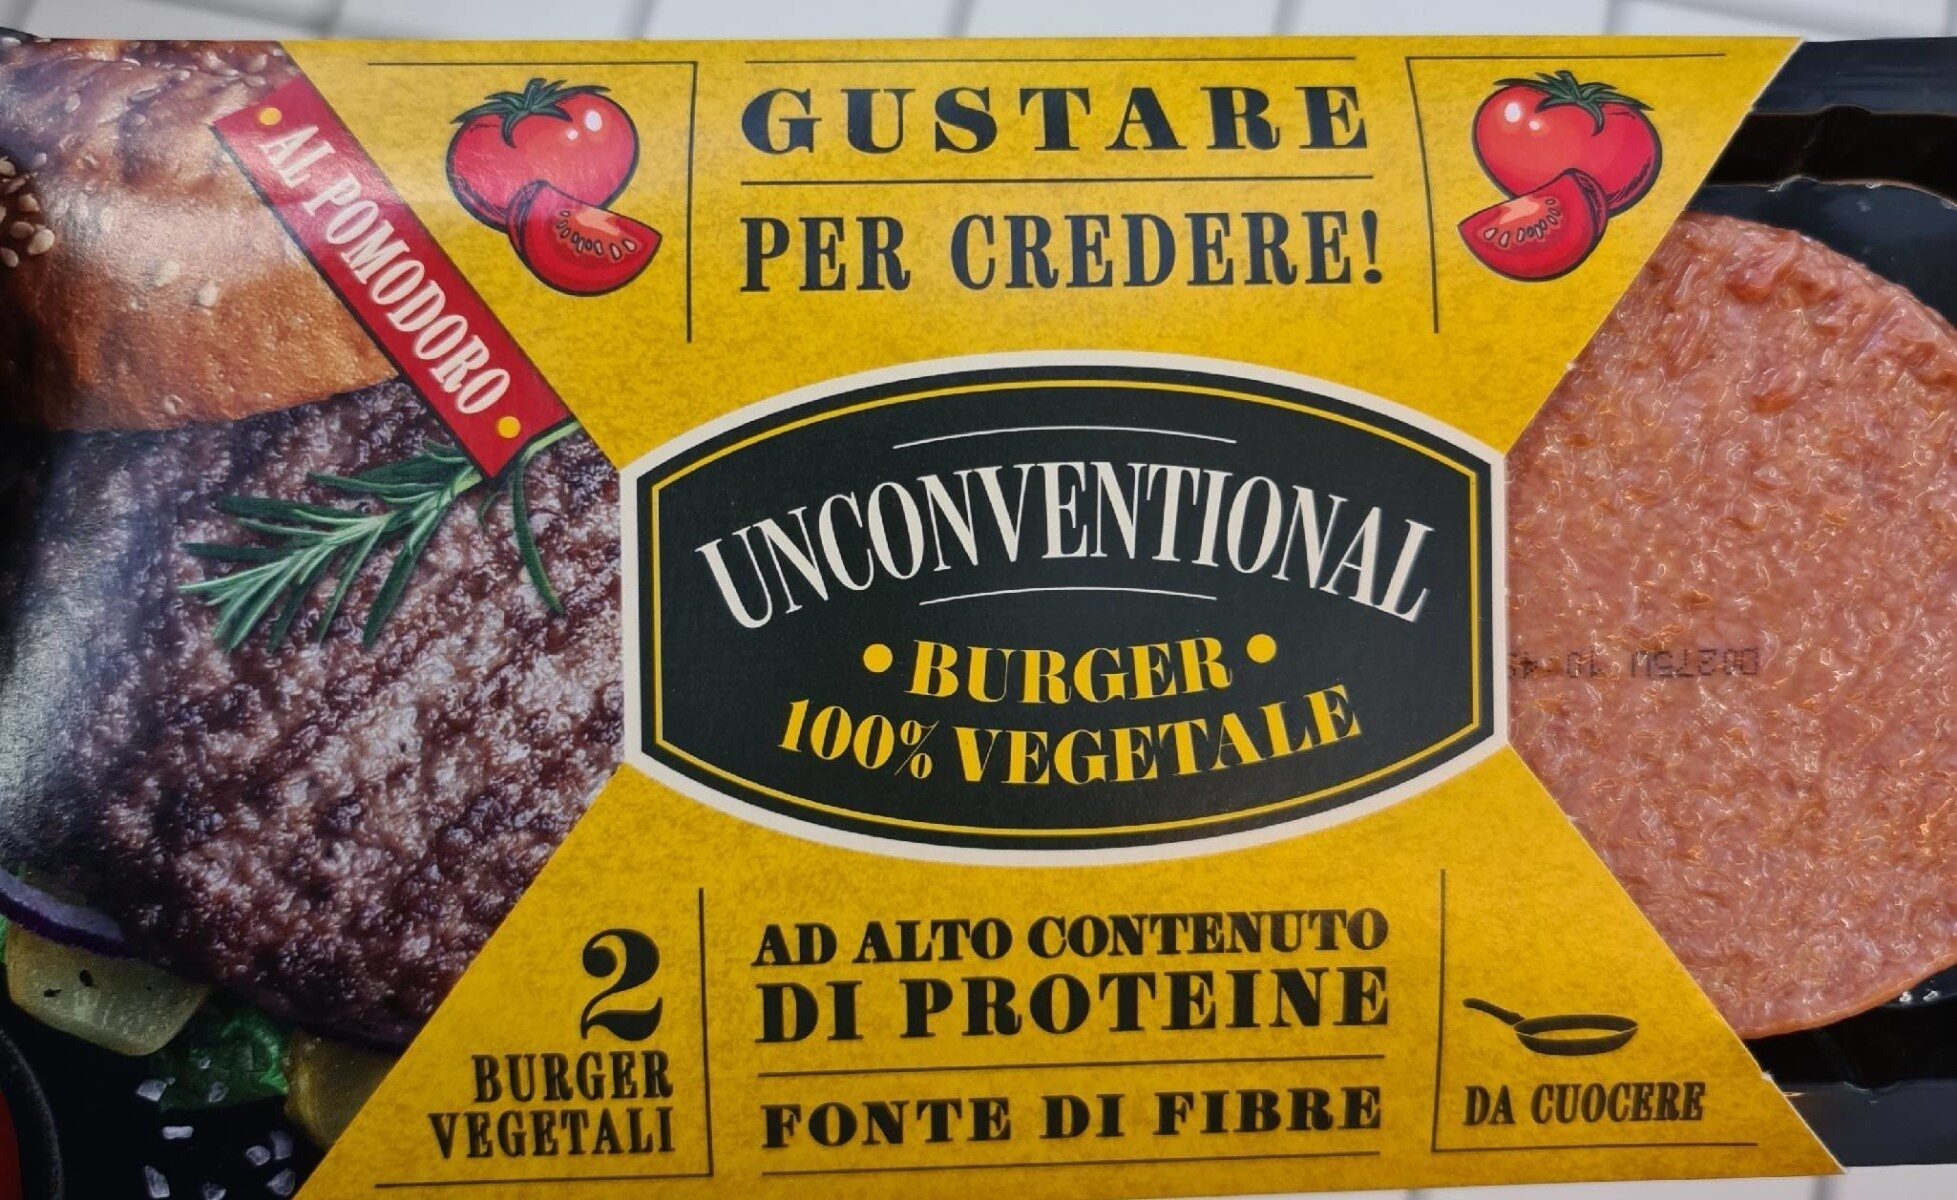 GUSTARE
PER CREDERE!
AL POMODORO
UNCONVENTIONAL
BURGER
100% VEGETALE
2
BURGER
VEGETALI
AD ALTO CONTENUTO
DI PROTEINE
FONTE DI FIBRE
DA CUOCERE